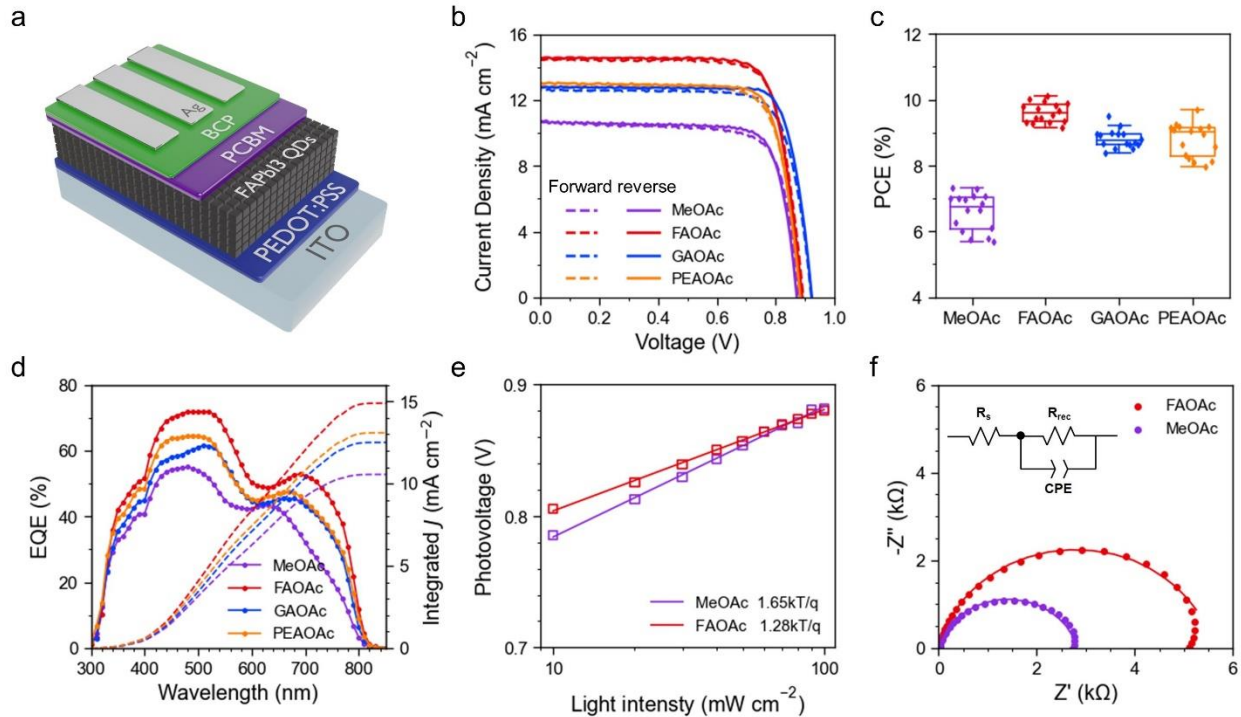 a
Ag
BCP
PCBM
FAPbI3 QDs
PEDOT:PSS
ITO
b
16
12
8
4
0
0.0
0.2
0.4
0.6
0.8
1.0
Current Density (mA cm−2)
Voltage (V)
Forward reverse
MeOAc
FAOAc
GAOAc
PEAOAc
c
12
10
8
6
4
PCE (%)
MeOAc FAOAc GAOAc PEAOAc
d
80
60
40
20
0
15
10
5
0
300 400 500 600 700 800
EQE (%)
Integrated J (mA cm−2)
Wavelength (nm)
MeOAc
FAOAc
GAOAc
PEAOAc
e
0.9
0.8
0.7
10
100
Photovoltage (V)
Light intensty (mW cm−2)
MeOAc 1.65kT/q
FAOAc 1.28kT/q
f
6
4
2
0
0
2
4
6
-Z'' (kΩ)
Z' (kΩ)
FAOAc
MeOAc
Rs
Rrec
CPE